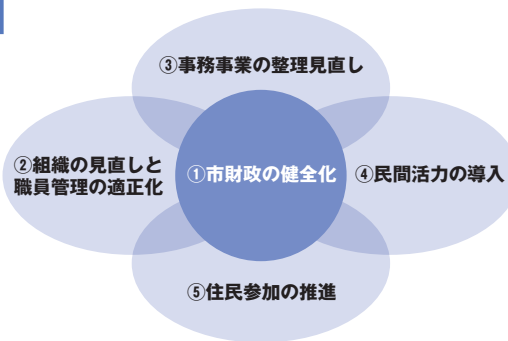 ③事務事業の整理見直し
②組織の見直しと
職員管理の適正化
①市財政の健全化
④民間活力の導入
⑤住民参加の推進